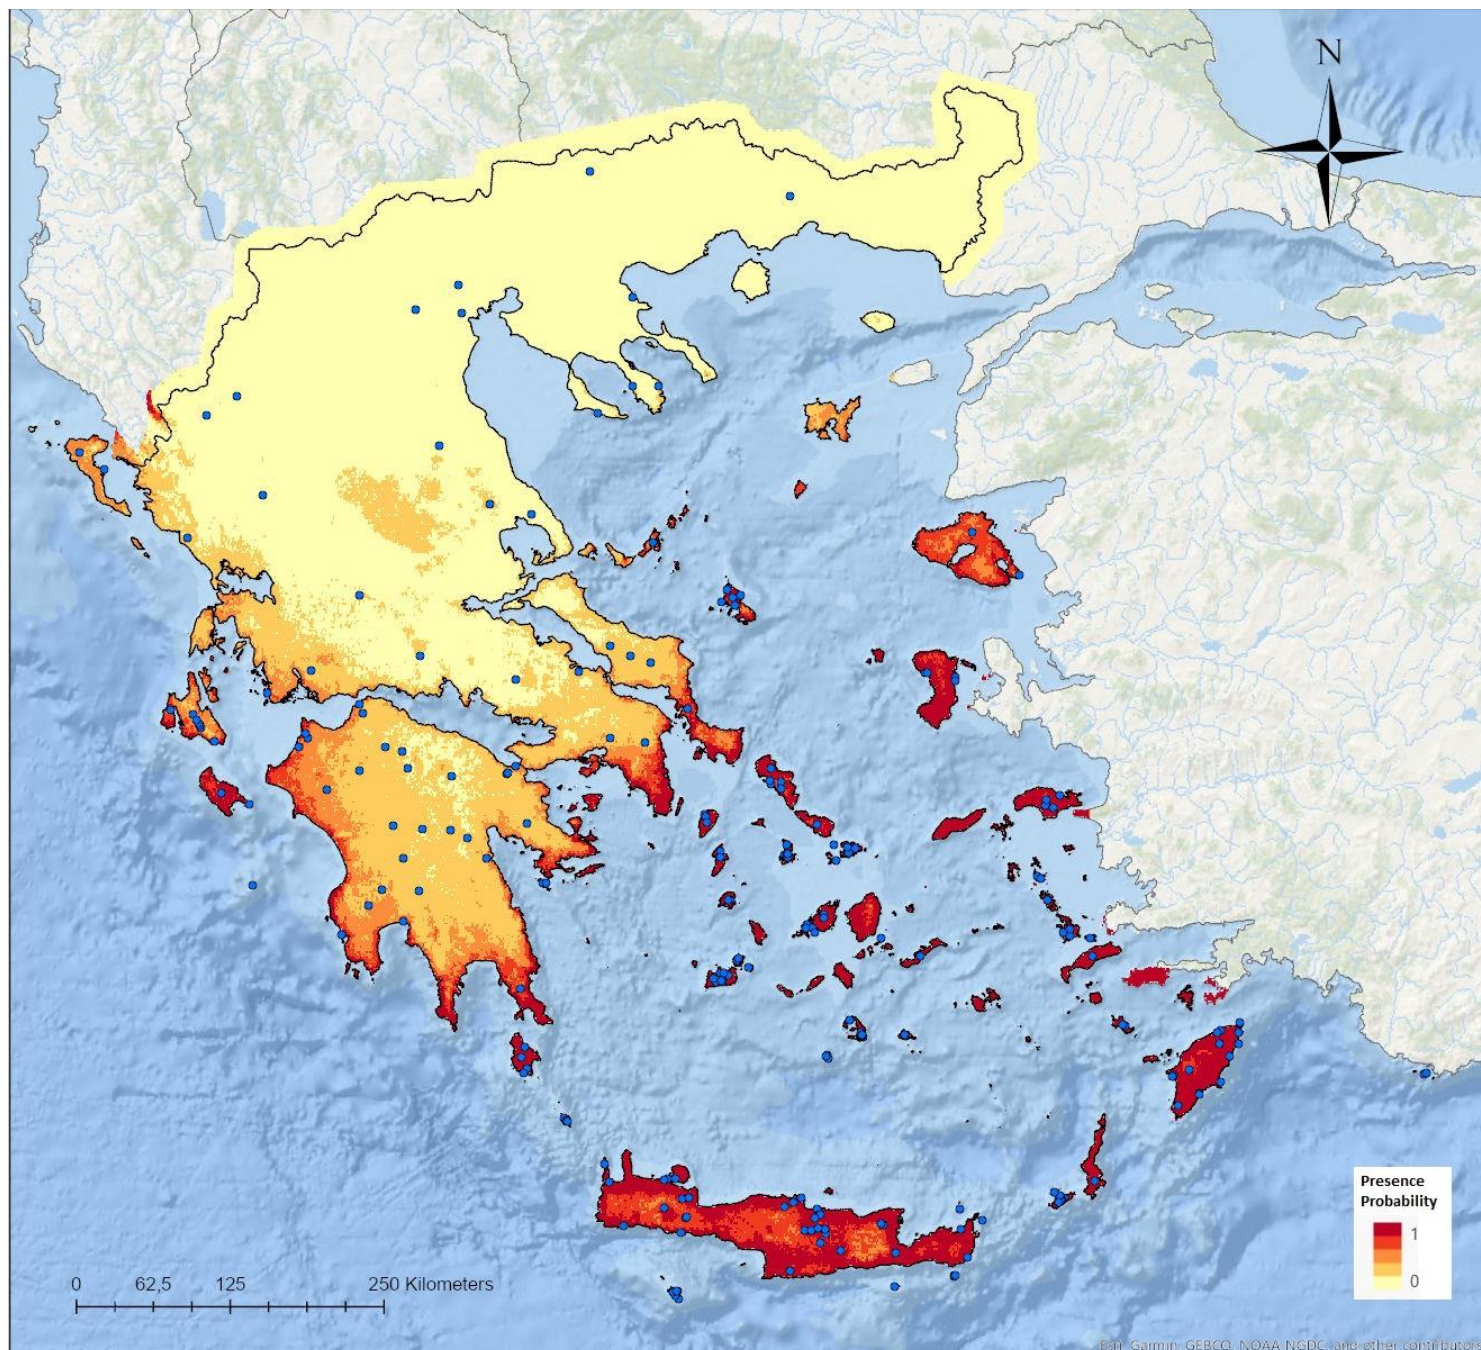 N
Presence
Probability
1
0
0 62,5 125 250 Kilometers
Esri, Garmin, GEBCO, NOAA NGDC, and other contributors